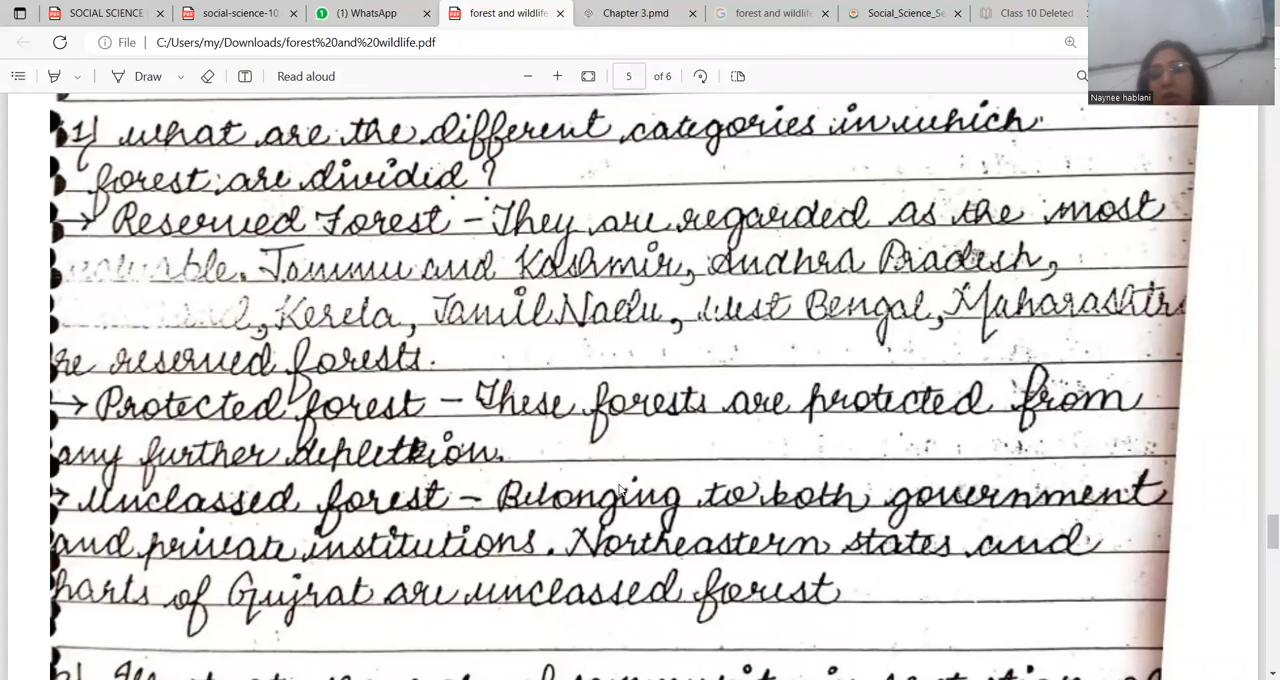 SOCIAL SCIENCE
social-science-10
(1) WhatsApp
forest and wildlife
Chapter 3.pmd
forest and wildlife
Social_Science_Se
Class 10 Deleted
File C:/Users/my/Downloads/forest%20and%20wildlife.pdf
Draw
Read aloud
5 of 6
Naynee hablani
1) what are the different categories in which
forest are divided ?
→ Reserved Forest - They are regarded as the most
valuable. Jammu and Kashmir, Andhra Pradesh,
Kerela, Tamil Nadu, West Bengal, Maharashtr
re reserved forests.
→ Protected forest - These forests are protected from
any further depletion.
→ Unclassed forest - Belonging to both government
and private institutions. Northeastern states and
parts of Gujrat are unclassed forest